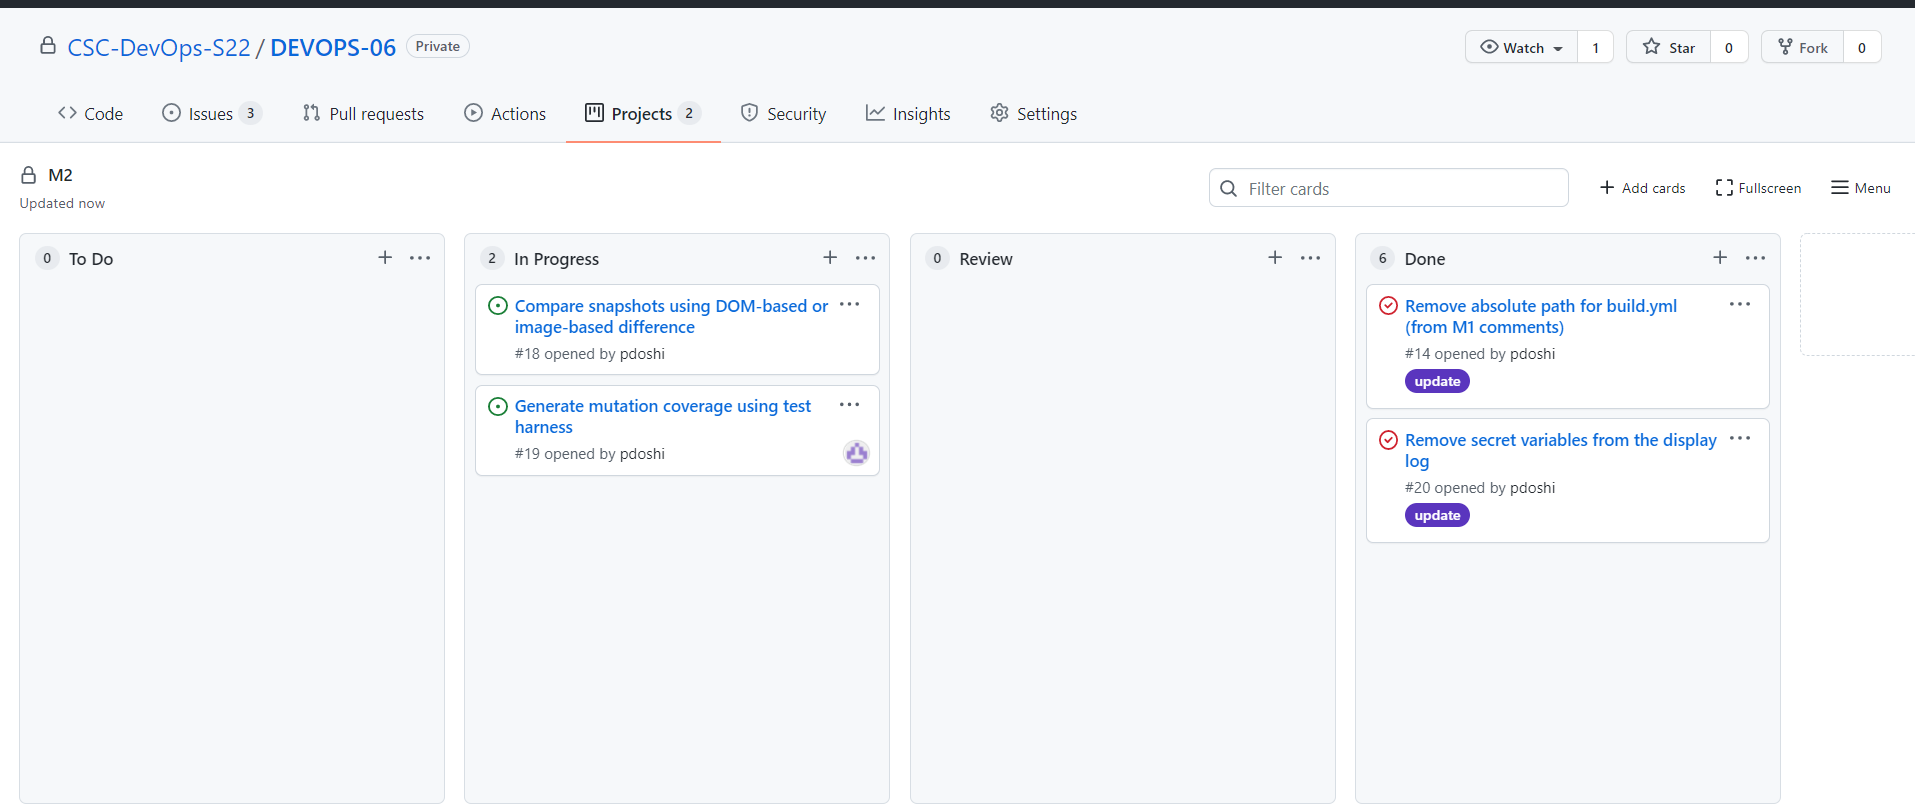 CSC-DevOps-S22 / DEVOPS-06 Private
Watch 1
Star 0
Fork 0
Code
Issues 3
Pull requests
Actions
Projects 2
Security
Insights
Settings
M2
Updated now
Filter cards
Add cards
Fullscreen
Menu
0 To Do
2 In Progress
Compare snapshots using DOM-based or
image-based difference
#18 opened by pdoshi
Generate mutation coverage using test
harness
#19 opened by pdoshi
0 Review
6 Done
Remove absolute path for build.yml
(from M1 comments)
#14 opened by pdoshi
update
Remove secret variables from the display
log
#20 opened by pdoshi
update